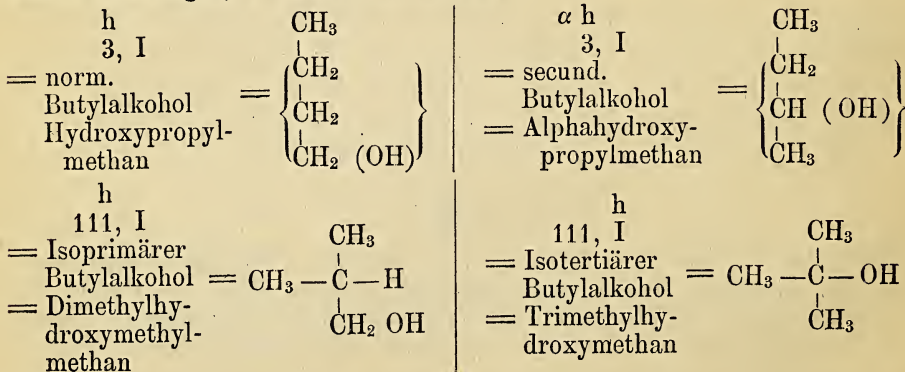 h
3, I
= norm.
Butylalkohol
Hydroxypropyl-
methan
=
CH3
CH2
CH2
CH2 (OH)
α h
3, I
= secund.
Butylalkohol
= Alphahydroxy-
propylmethan
=
CH3
CH2
CH (OH)
CH3
h
111, I
= Isoprimärer
Butylalkohol
= Dimethylhy-
droxymethyl-
methan
=
CH3
CH3 — C — H
CH2 OH
h
111, I
= Isotertiärer
Butylalkohol
= Trimethylhy-
droxymethan
=
CH3
CH3 — C — OH
CH3